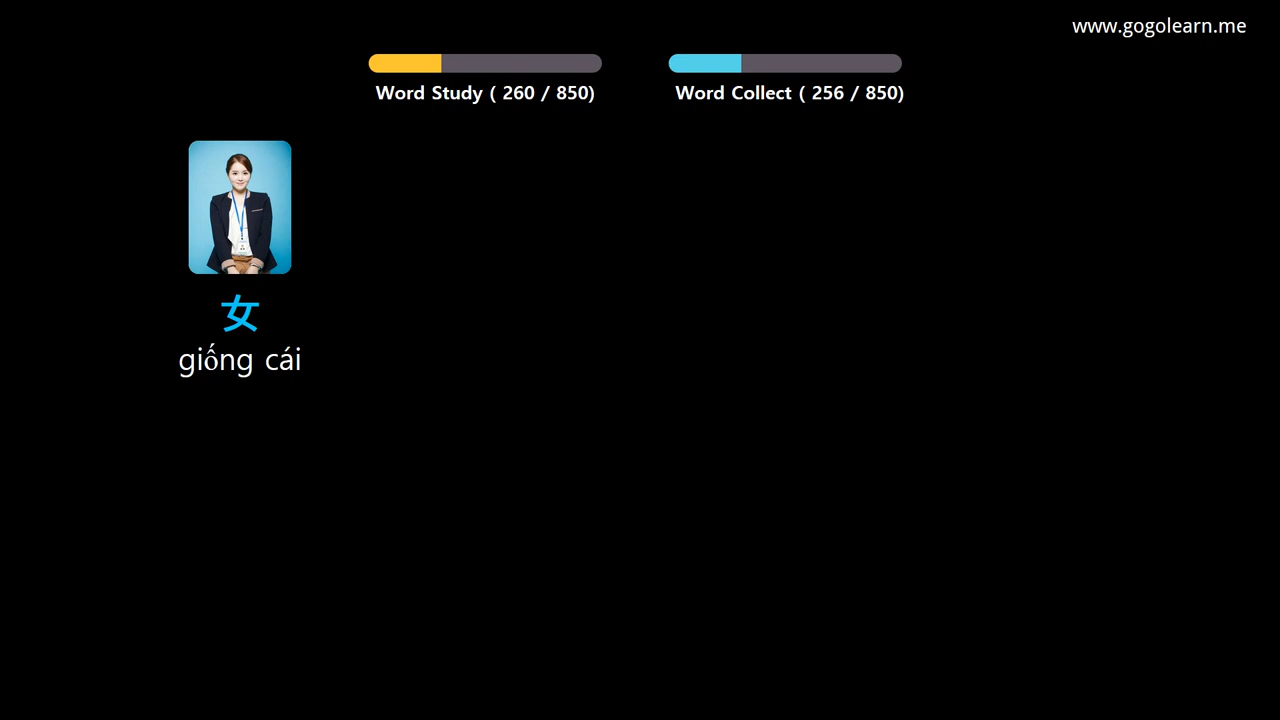 www.gogolearn.me
Word Study ( 260 / 850)
Word Collect ( 256 / 850)
女
giống cái